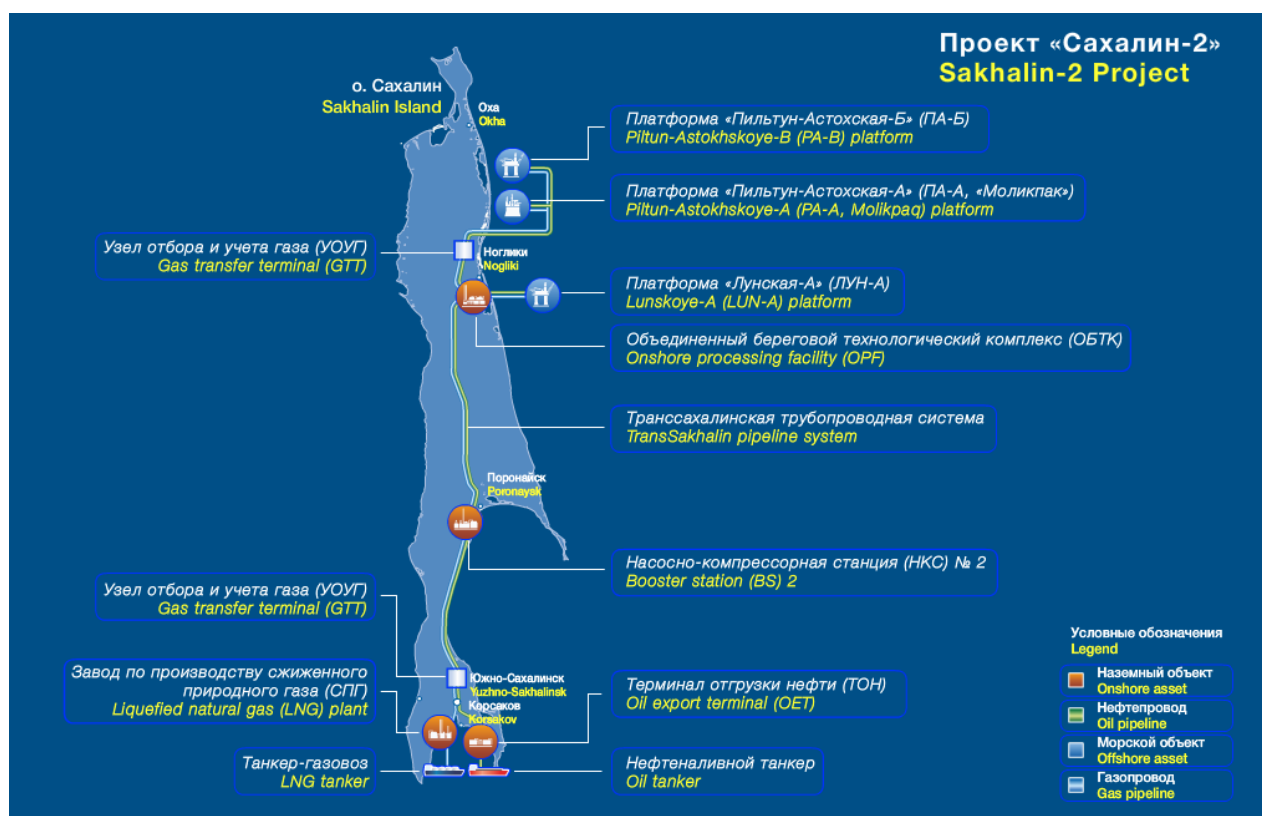 Проект «Сахалин-2»
Sakhalin-2 Project
о. Сахалин
Sakhalin Island
Оха
Okha
Платформа «Пильтун-Астохская-Б» (ПА-Б)
Piltun-Astokhskoye-B (PA-B) platform
Платформа «Пильтун-Астохская-А» (ПА-А, «Моликпак»)
Piltun-Astokhskoye-A (PA-A, Molikpaq) platform
Узел отбора и учета газа (УОУГ)
Gas transfer terminal (GTT)
Ноглики
Nogliki
Платформа «Лунская-А» (ЛУН-А)
Lunskoye-A (LUN-A) platform
Объединенный береговой технологический комплекс (ОБТК)
Onshore processing facility (OPF)
Транссахалинская трубопроводная система
TransSakhalin pipeline system
Поронайск
Poronaysk
Насосно-компрессорная станция (НКС) № 2
Booster station (BS) 2
Узел отбора и учета газа (УОУГ)
Gas transfer terminal (GTT)
Южно-Сахалинск
Yuzhno-Sakhalinsk
Корсаков
Korsakov
Завод по производству сжиженного
природного газа (СПГ)
Liquefied natural gas (LNG) plant
Терминал отгрузки нефти (ТОН)
Oil export terminal (OET)
Танкер-газовоз
LNG tanker
Нефтеналивной танкер
Oil tanker
Условные обозначения
Legend
Наземный объект
Onshore asset
Нефтепровод
Oil pipeline
Морской объект
Offshore asset
Газопровод
Gas pipeline